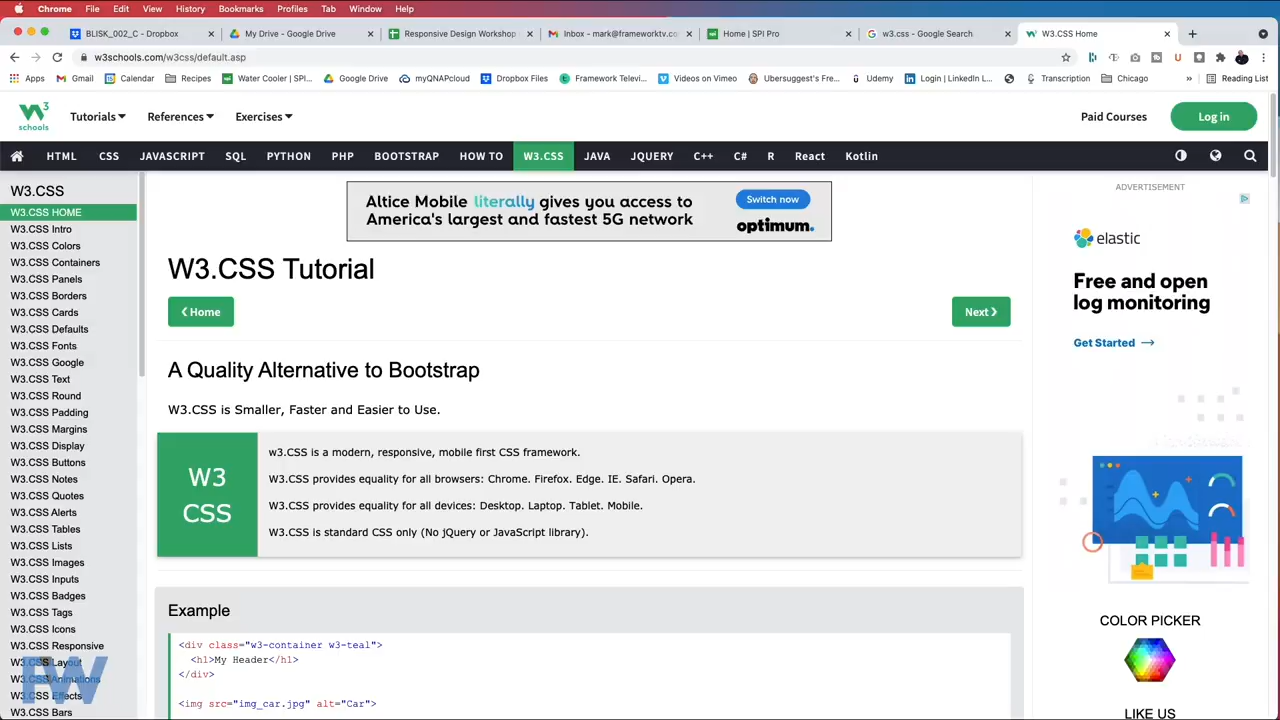 Chrome File Edit View History Bookmarks Profiles Tab Window Help
BLISK_002_C - Dropbox My Drive - Google Drive Responsive Design Workshop Inbox - mark@frameworktv.co Home | SPI Pro w3.css - Google Search W3.CSS Home
w3schools.com/w3css/default.asp
Apps Gmail Calendar Recipes Water Cooler | SPI... Google Drive myQNAPcloud Dropbox Files Framework Televi... Videos on Vimeo Ubersuggest's Fre... Udemy Login | LinkedIn L... Transcription Chicago » Reading List
W3 schools
Tutorials References Exercises Paid Courses Log in
HTML CSS JAVASCRIPT SQL PYTHON PHP BOOTSTRAP HOW TO W3.CSS JAVA JQUERY C++ C# R React Kotlin
W3.CSS
W3.CSS HOME
W3.CSS Intro
W3.CSS Colors
W3.CSS Containers
W3.CSS Panels
W3.CSS Borders
W3.CSS Cards
W3.CSS Defaults
W3.CSS Fonts
W3.CSS Google
W3.CSS Text
W3.CSS Round
W3.CSS Padding
W3.CSS Margins
W3.CSS Display
W3.CSS Buttons
W3.CSS Notes
W3.CSS Quotes
W3.CSS Alerts
W3.CSS Tables
W3.CSS Lists
W3.CSS Images
W3.CSS Inputs
W3.CSS Badges
W3.CSS Tags
W3.CSS Icons
W3.CSS Responsive
W3.CSS Layout
W3.CSS Animations
W3.CSS Effects
W3.CSS Bars
FW
Altice Mobile literally gives you access to
America's largest and fastest 5G network
Switch now
optimum.
W3.CSS Tutorial
❮ Home Next ❯
A Quality Alternative to Bootstrap
W3.CSS is Smaller, Faster and Easier to Use.
W3
CSS
w3.CSS is a modern, responsive, mobile first CSS framework.
W3.CSS provides equality for all browsers: Chrome. Firefox. Edge. IE. Safari. Opera.
W3.CSS provides equality for all devices: Desktop. Laptop. Tablet. Mobile.
W3.CSS is standard CSS only (No jQuery or JavaScript library).
Example
<div class="w3-container w3-teal">
<h1>My Header</h1>
</div>
<img src="img_car.jpg" alt="Car">
ADVERTISEMENT
elastic
Free and open
log monitoring
Get Started →
COLOR PICKER
LIKE US